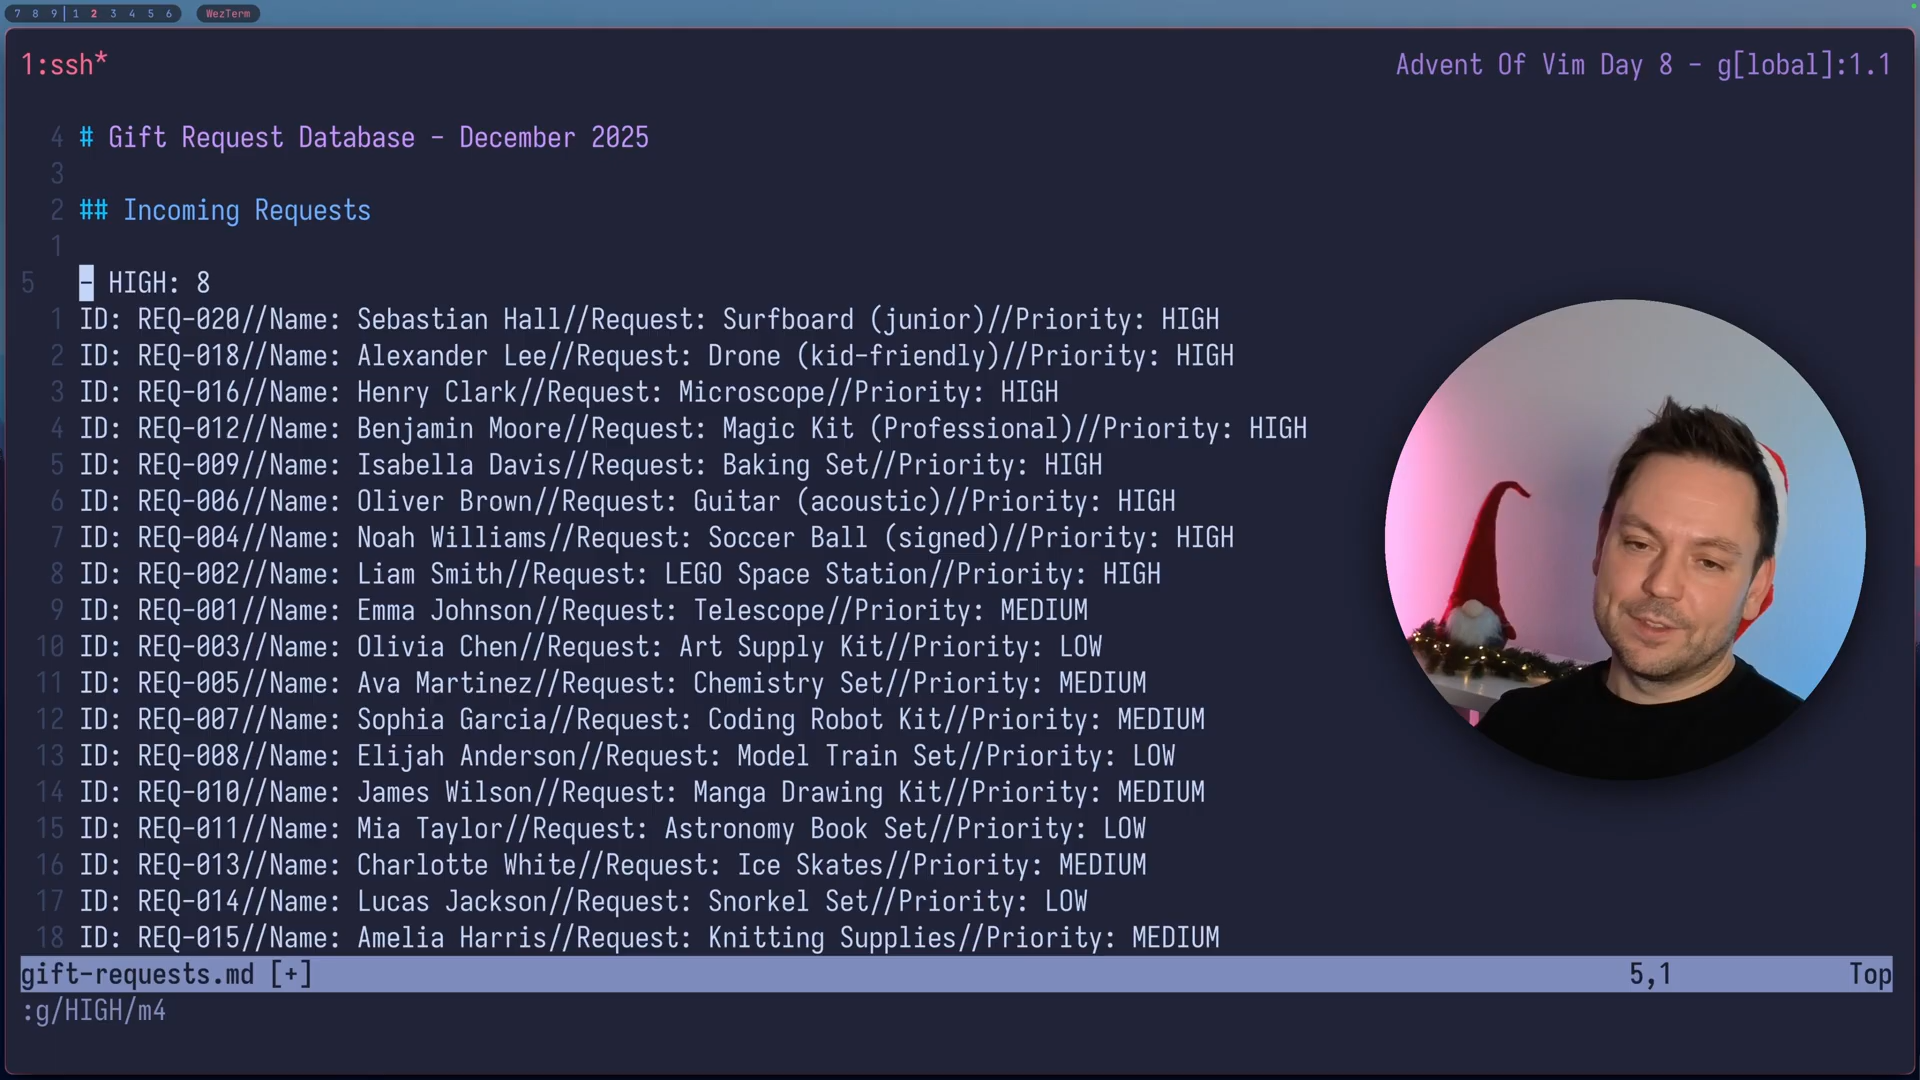 7 8 9 1 2 3 4 5 6 WezTerm
1:ssh* Advent Of Vim Day 8 - g[lobal]:1.1
4 # Gift Request Database - December 2025
3
2 ## Incoming Requests
1
5 - HIGH: 8
1 ID: REQ-020//Name: Sebastian Hall//Request: Surfboard (junior)//Priority: HIGH
2 ID: REQ-018//Name: Alexander Lee//Request: Drone (kid-friendly)//Priority: HIGH
3 ID: REQ-016//Name: Henry Clark//Request: Microscope//Priority: HIGH
4 ID: REQ-012//Name: Benjamin Moore//Request: Magic Kit (Professional)//Priority: HIGH
5 ID: REQ-009//Name: Isabella Davis//Request: Baking Set//Priority: HIGH
6 ID: REQ-006//Name: Oliver Brown//Request: Guitar (acoustic)//Priority: HIGH
7 ID: REQ-004//Name: Noah Williams//Request: Soccer Ball (signed)//Priority: HIGH
8 ID: REQ-002//Name: Liam Smith//Request: LEGO Space Station//Priority: HIGH
9 ID: REQ-001//Name: Emma Johnson//Request: Telescope//Priority: MEDIUM
10 ID: REQ-003//Name: Olivia Chen//Request: Art Supply Kit//Priority: LOW
11 ID: REQ-005//Name: Ava Martinez//Request: Chemistry Set//Priority: MEDIUM
12 ID: REQ-007//Name: Sophia Garcia//Request: Coding Robot Kit//Priority: MEDIUM
13 ID: REQ-008//Name: Elijah Anderson//Request: Model Train Set//Priority: LOW
14 ID: REQ-010//Name: James Wilson//Request: Manga Drawing Kit//Priority: MEDIUM
15 ID: REQ-011//Name: Mia Taylor//Request: Astronomy Book Set//Priority: LOW
16 ID: REQ-013//Name: Charlotte White//Request: Ice Skates//Priority: MEDIUM
17 ID: REQ-014//Name: Lucas Jackson//Request: Snorkel Set//Priority: LOW
18 ID: REQ-015//Name: Amelia Harris//Request: Knitting Supplies//Priority: MEDIUM
gift-requests.md [+] 5,1 Top
:g/HIGH/m4